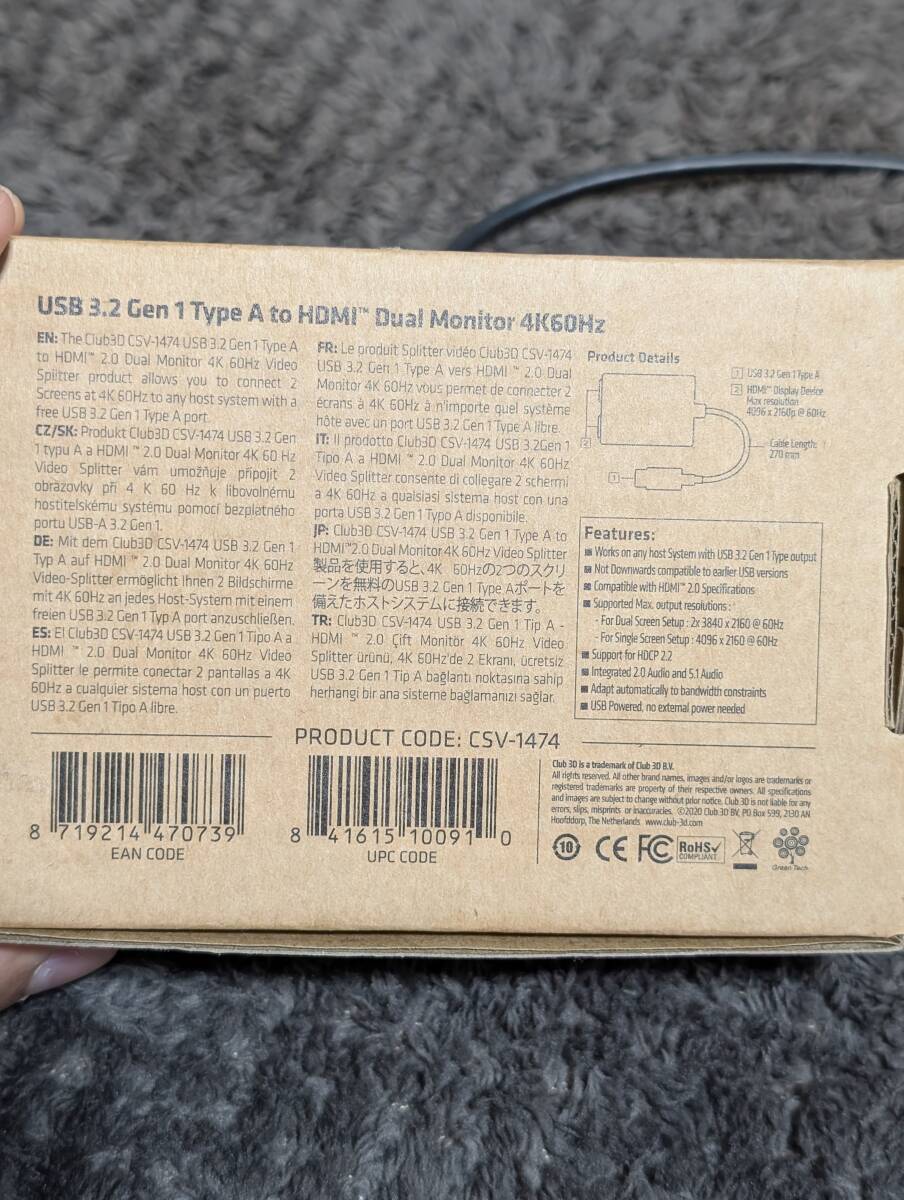 USB 3.2 Gen 1 Type A to HDMI™ Dual Monitor 4K60Hz
EN: The Club3D CSV-1474 USB 3.2 Gen 1 Type A
to HDMI™ 2.0 Dual Monitor 4K 60Hz Video
Splitter product allows you to connect 2
Screens at 4K 60Hz to any host system with a
free USB 3.2 Gen 1 Type A port.
CZ/SK: Produkt Club3D CSV-1474 USB 3.2 Gen
1 typu A a HDMI ™ 2.0 Dual Monitor 4K 60 Hz
Video Splitter vám umožňuje připojit 2
obrazovky při 4 K 60 Hz k libovolnému
hostitelskému systému pomocí bezplatného
portu USB-A 3.2 Gen 1.
DE: Mit dem Club3D CSV-1474 USB 3.2 Gen 1
Typ A auf HDMI ™ 2.0 Dual Monitor 4K 60Hz
Video-Splitter ermöglicht Ihnen 2 Bildschirme
mit 4K 60Hz an jedes Host-System mit einem
freien USB 3.2 Gen 1 Typ A port anzuschließen.
ES: El Club3D CSV-1474 USB 3.2 Gen 1 Tipo A a
HDMI ™ 2.0 Dual Monitor 4K 60Hz Video
Splitter le permite conectar 2 pantallas a 4K
60Hz a cualquier sistema host con un puerto
USB 3.2 Gen 1 Tipo A libre.
FR: Le produit Splitter vidéo Club3D CSV-1474
USB 3.2 Gen 1 Type A vers HDMI ™ 2.0 Dual
Monitor 4K 60Hz vous permet de connecter 2
écrans à 4K 60Hz à n'importe quel système
hôte avec un port USB 3.2 Gen 1 Type A libre.
IT: Il prodotto Club3D CSV-1474 USB 3.2Gen 1
Tipo A a HDMI ™ 2.0 Dual Monitor 4K 60Hz
Video Splitter consente di collegare 2 schermi
a 4K 60Hz a quaisiasi sistema host con una
porta USB 3.2 Gen 1 Typo A disponibile.
JP: Club3D CSV-1474 USB 3.2 Gen 1 Type A to
HDMI™2.0 Dual Monitor 4K 60Hz Video Splitter
製品を使用すると、4K 60Hzの2つのスクリ
ーンを無料のUSB 3.2 Gen 1 Type Aポートを
備えたホストシステムに接続できます。
TR: Club3D CSV-1474 USB 3.2 Gen 1 Tip A -
HDMI ™ 2.0 Çift Monitör 4K 60Hz Video
Splitter ürünü, 4K 60Hz'de 2 Ekranı, ücretsiz
USB 3.2 Gen 1 Tip A bağlantı noktasına sahip
herhangi bir ana sisteme bağlamanızı sağlar.
Product Details
1 USB 3.2 Gen 1 Type A
2 HDMI™ Display Device
Max resolution
4096 x 2160p @ 60Hz
Cable Length:
270 mm
2
1
Features:
Works on any host System with USB 3.2 Gen 1 Type output
Not Downwards compatible to earlier USB versions
Compatible with HDMI™ 2.0 Specifications
Supported Max. output resolutions :
- For Dual Screen Setup : 2x 3840 x 2160 @ 60Hz
- For Single Screen Setup : 4096 x 2160 @ 60Hz
Support for HDCP 2.2
Integrated 2.0 Audio and 5.1 Audio
Adapt automatically to bandwidth constraints
USB Powered, no external power needed
PRODUCT CODE: CSV-1474
8 719214 470739
EAN CODE
8 41615 10091 0
UPC CODE
Club 3D is a trademark of Club 3D B.V.
All rights reserved. All other brand names, images and/or logos are trademarks or
registered trademarks are property of their respective owners. All specifications
and images are subject to change without prior notice. Club 3D is not liable for any
errors, slips, misprints or inaccuracy. ©2020 Club 3D BV, PO Box 599, 2130 AN
Hoofddorp, The Netherlands www.club-3d.com
10 CE FC RoHS COMPLIANT
Green Tech